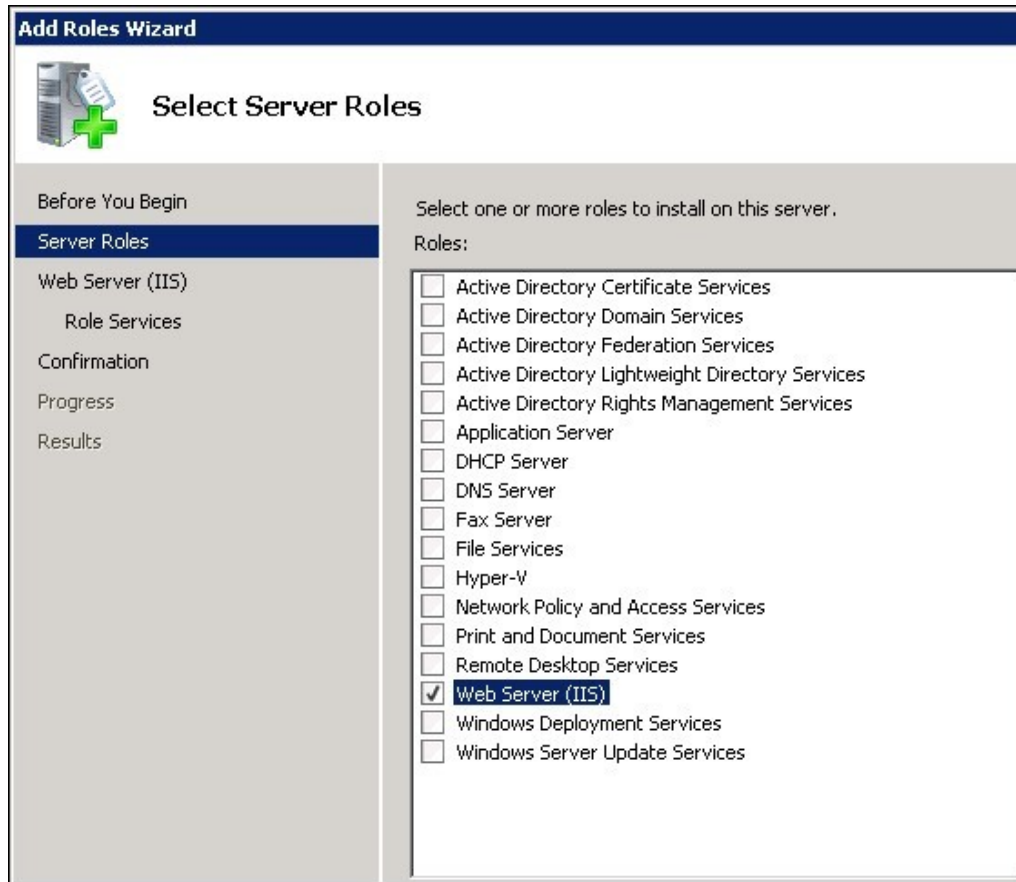 Add Roles Wizard
Select Server Roles
Before You Begin
Server Roles
Web Server (IIS)
Role Services
Confirmation
Progress
Results
Select one or more roles to install on this server.
Roles:
Active Directory Certificate Services
Active Directory Domain Services
Active Directory Federation Services
Active Directory Lightweight Directory Services
Active Directory Rights Management Services
Application Server
DHCP Server
DNS Server
Fax Server
File Services
Hyper-V
Network Policy and Access Services
Print and Document Services
Remote Desktop Services
Web Server (IIS)
Windows Deployment Services
Windows Server Update Services